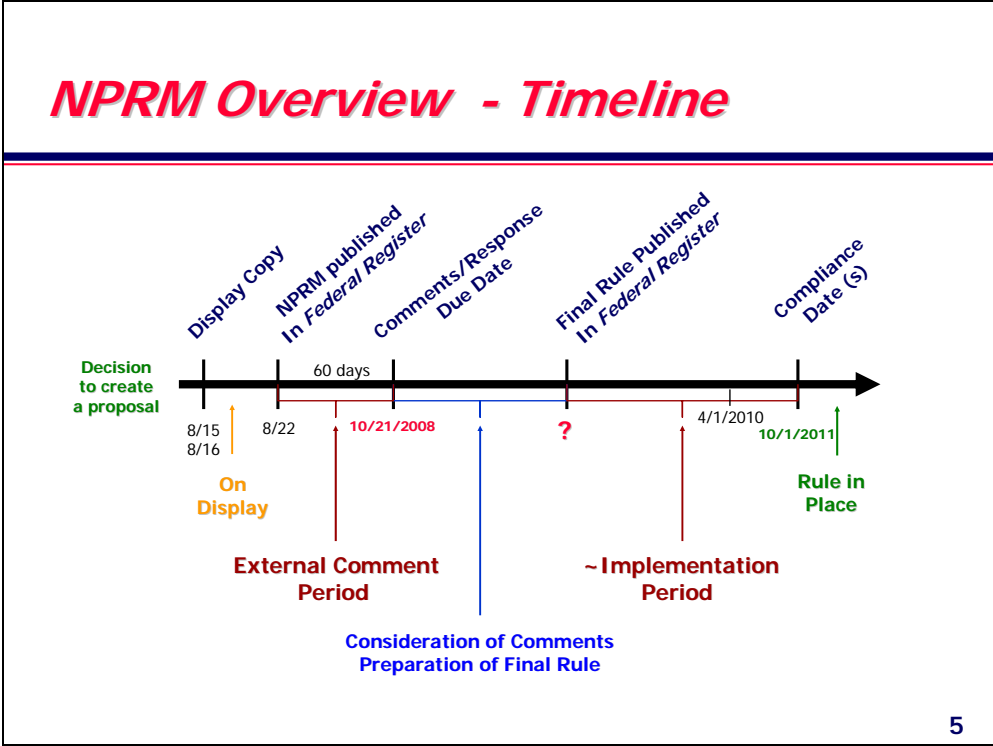 NPRM Overview - Timeline
Display Copy
NPRM published
In Federal Register
Comments/Response
Due Date
Final Rule Published
In Federal Register
Compliance
Date (s)
Decision
to create
a proposal
60 days
8/15
8/16
8/22
10/21/2008
?
4/1/2010
10/1/2011
On
Display
Rule in
Place
External Comment
Period
~Implementation
Period
Consideration of Comments
Preparation of Final Rule
5